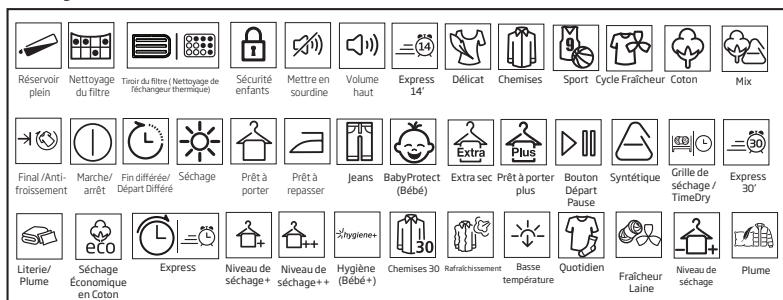 14
9
Réservoir plein
Nettoyage du filtre
Tiroir du filtre ( Nettoyage de l'échangeur thermique)
Sécurité enfants
Mettre en sourdine
Volume haut
Express 14'
Délicat
Chemises
Sport
Cycle Fraîcheur
Coton
Mix
Extra
Plus
30
Final /Anti-froissement
Marche/ arrêt
Fin différée/ Départ Différé
Séchage
Prêt à porter
Prêt à repasser
Jeans
BabyProtect (Bébé)
Extra sec
Prêt à porter plus
Bouton Départ Pause
Syntétique
Grille de séchage / TimeDry
Express 30'
eco
+
++
hygiene+
30
- +
Literie/ Plume
Séchage Économique en Coton
Express
Niveau de séchage+
Niveau de séchage++
Hygiène (Bébé+)
Chemises 30
Rafraîchissement
Basse température
Quotidien
Fraîcheur Laine
Niveau de séchage
Plume